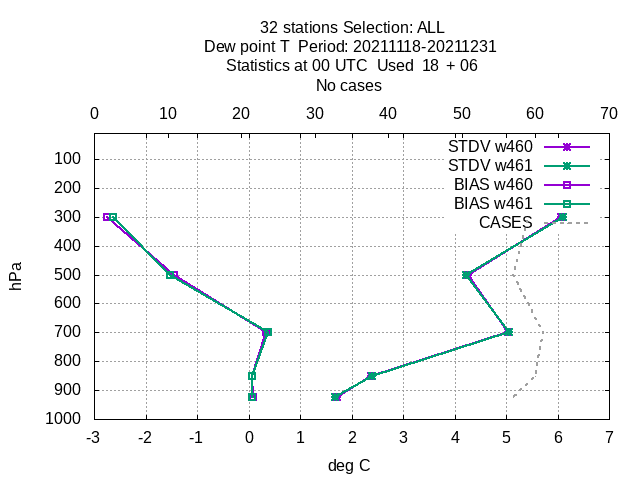 32 stations Selection: ALL
Dew point T  Period: 20211118-20211231
Statistics at 00 UTC  Used  18  + 06
No cases
0 10 20 30 40 50 60 70
STDV w460
STDV w461
BIAS w460
BIAS w461
CASES
100
200
300
400
500
600
700
800
900
1000
hPa
-3 -2 -1 0 1 2 3 4 5 6 7
deg C